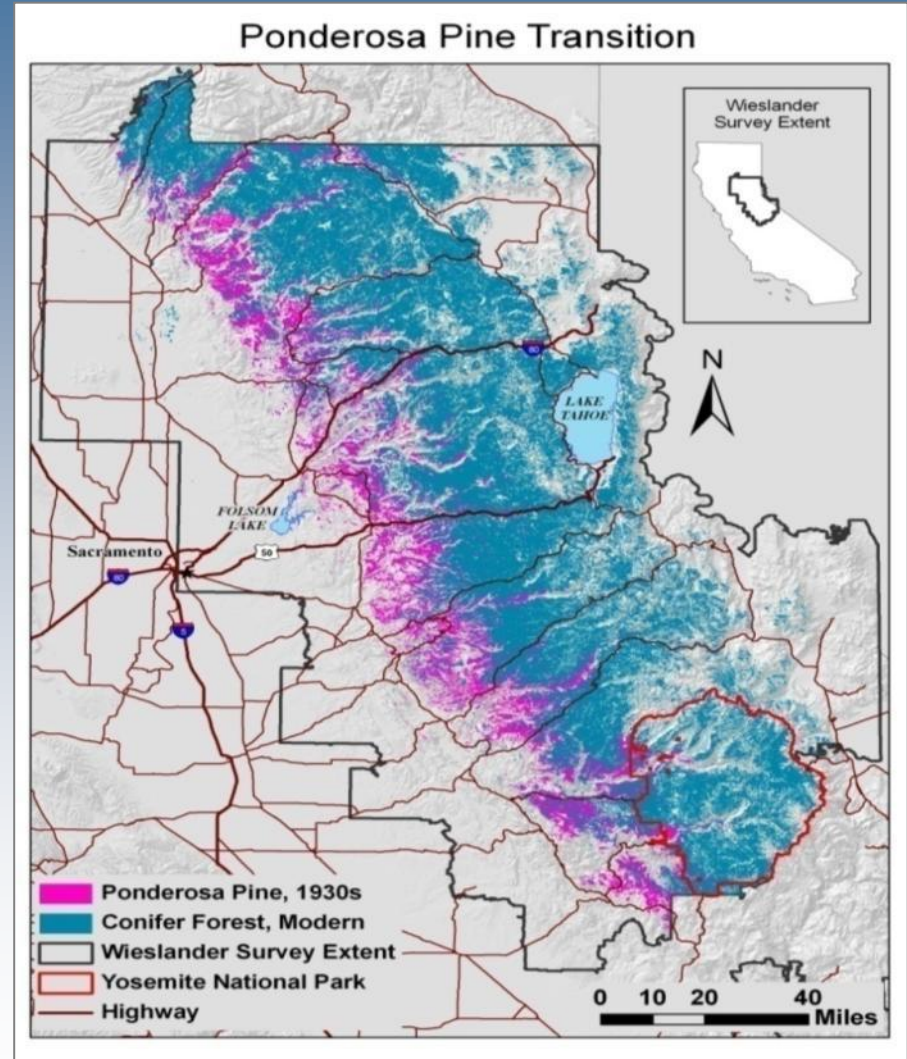 Ponderosa Pine Transition
Wieslander
Survey Extent
N
80
LAKE
TAHOE
FOLSOM
LAKE
Sacramento
50
80
5
Ponderosa Pine, 1930s
Conifer Forest, Modern
Wieslander Survey Extent
Yosemite National Park
Highway
0 10 20 40
Miles